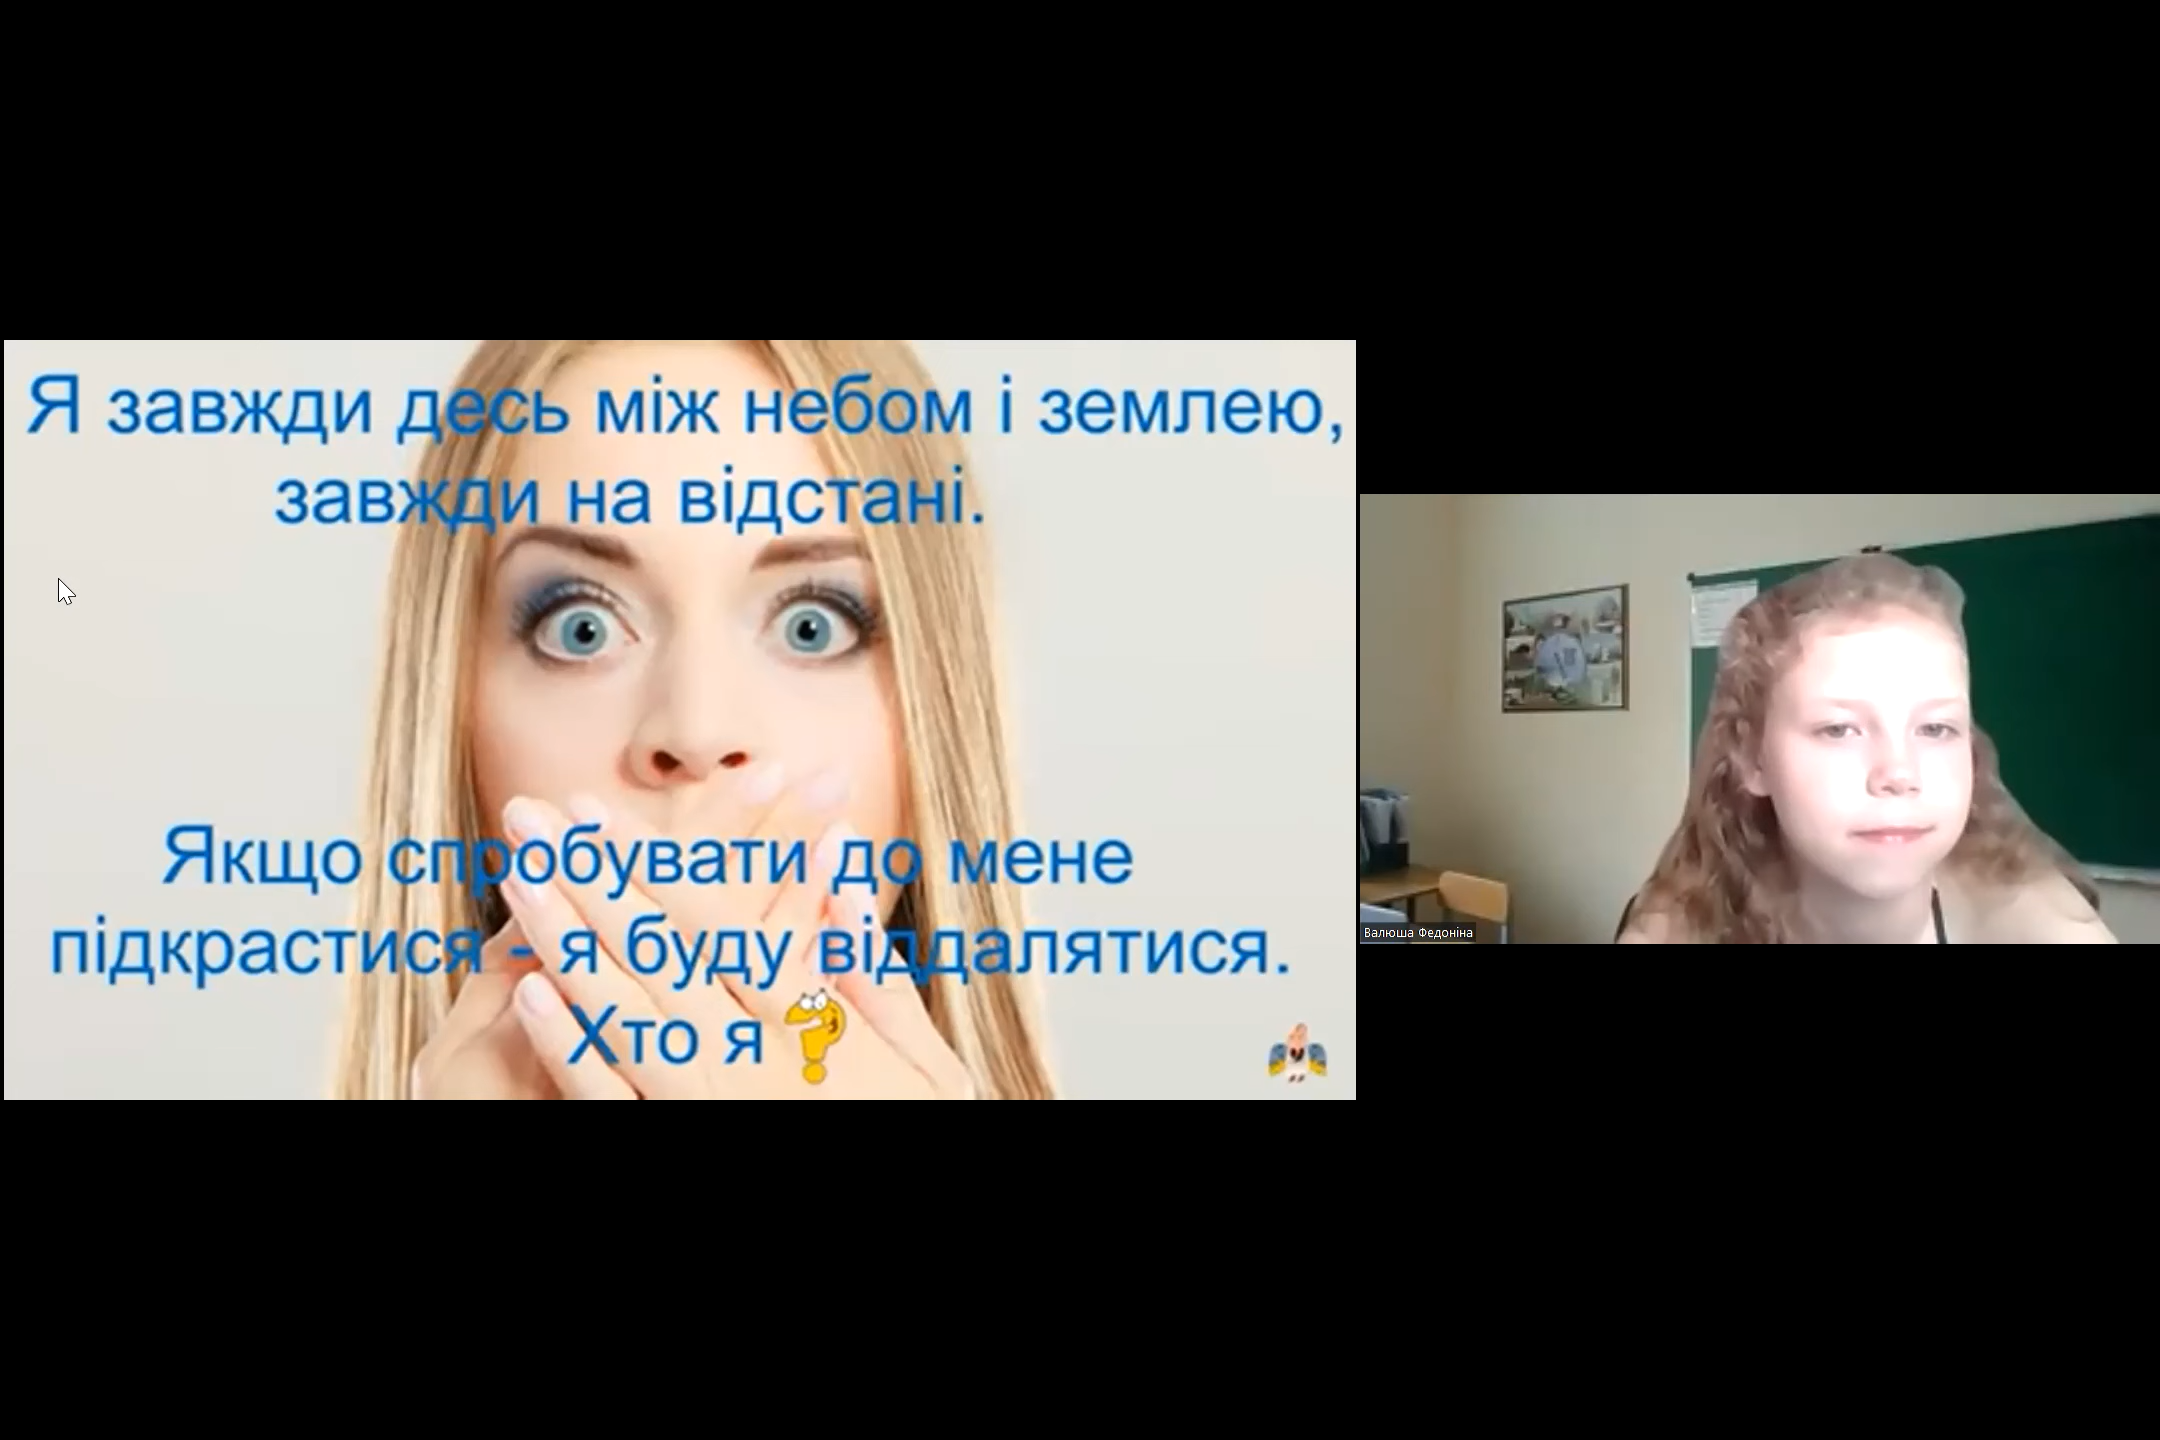 Я завжди десь між небом і землею,
завжди на відстані.
Якщо спробувати до мене
підкрастися - я буду віддалятися.
Хто я ?
Валюша Федоніна